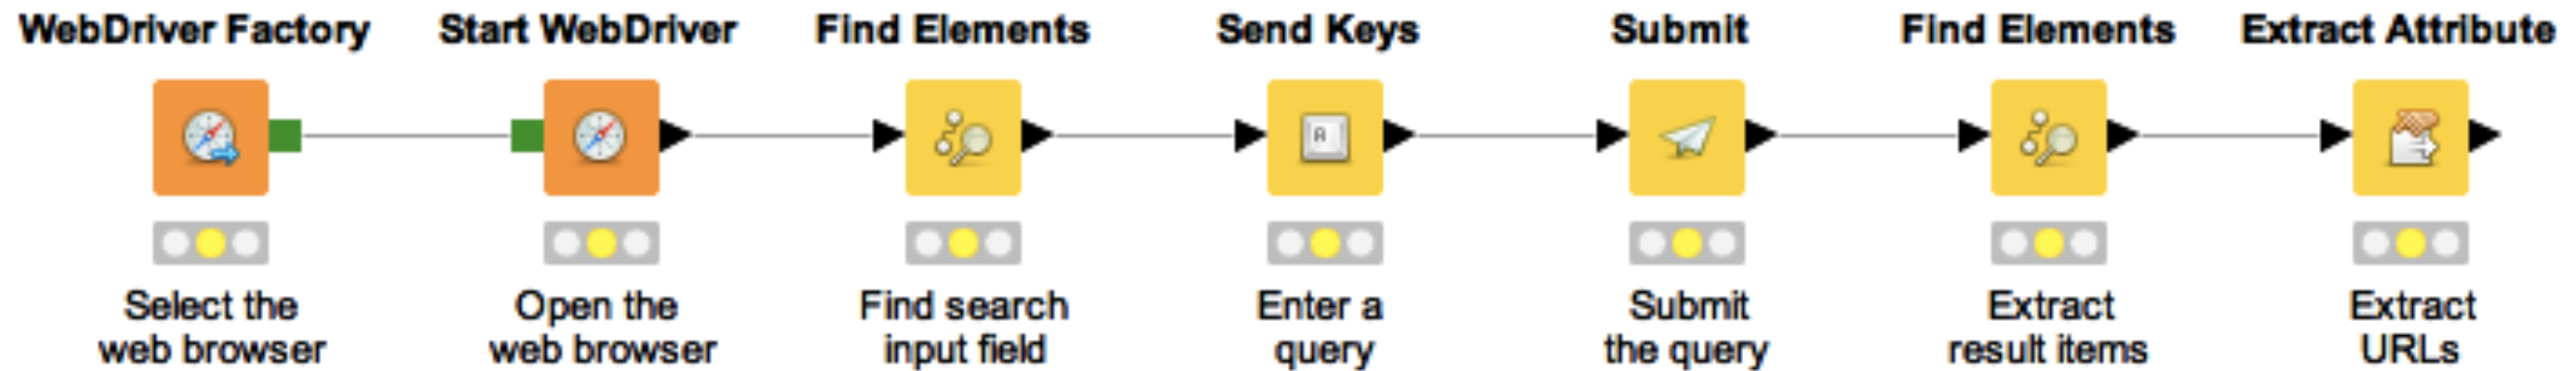 WebDriver Factory
Start WebDriver
Find Elements
Send Keys
Submit
Find Elements
Extract Attribute
A
Select the
web browser
Open the
web browser
Find search
input field
Enter a
query
Submit
the query
Extract
result items
Extract
URLs